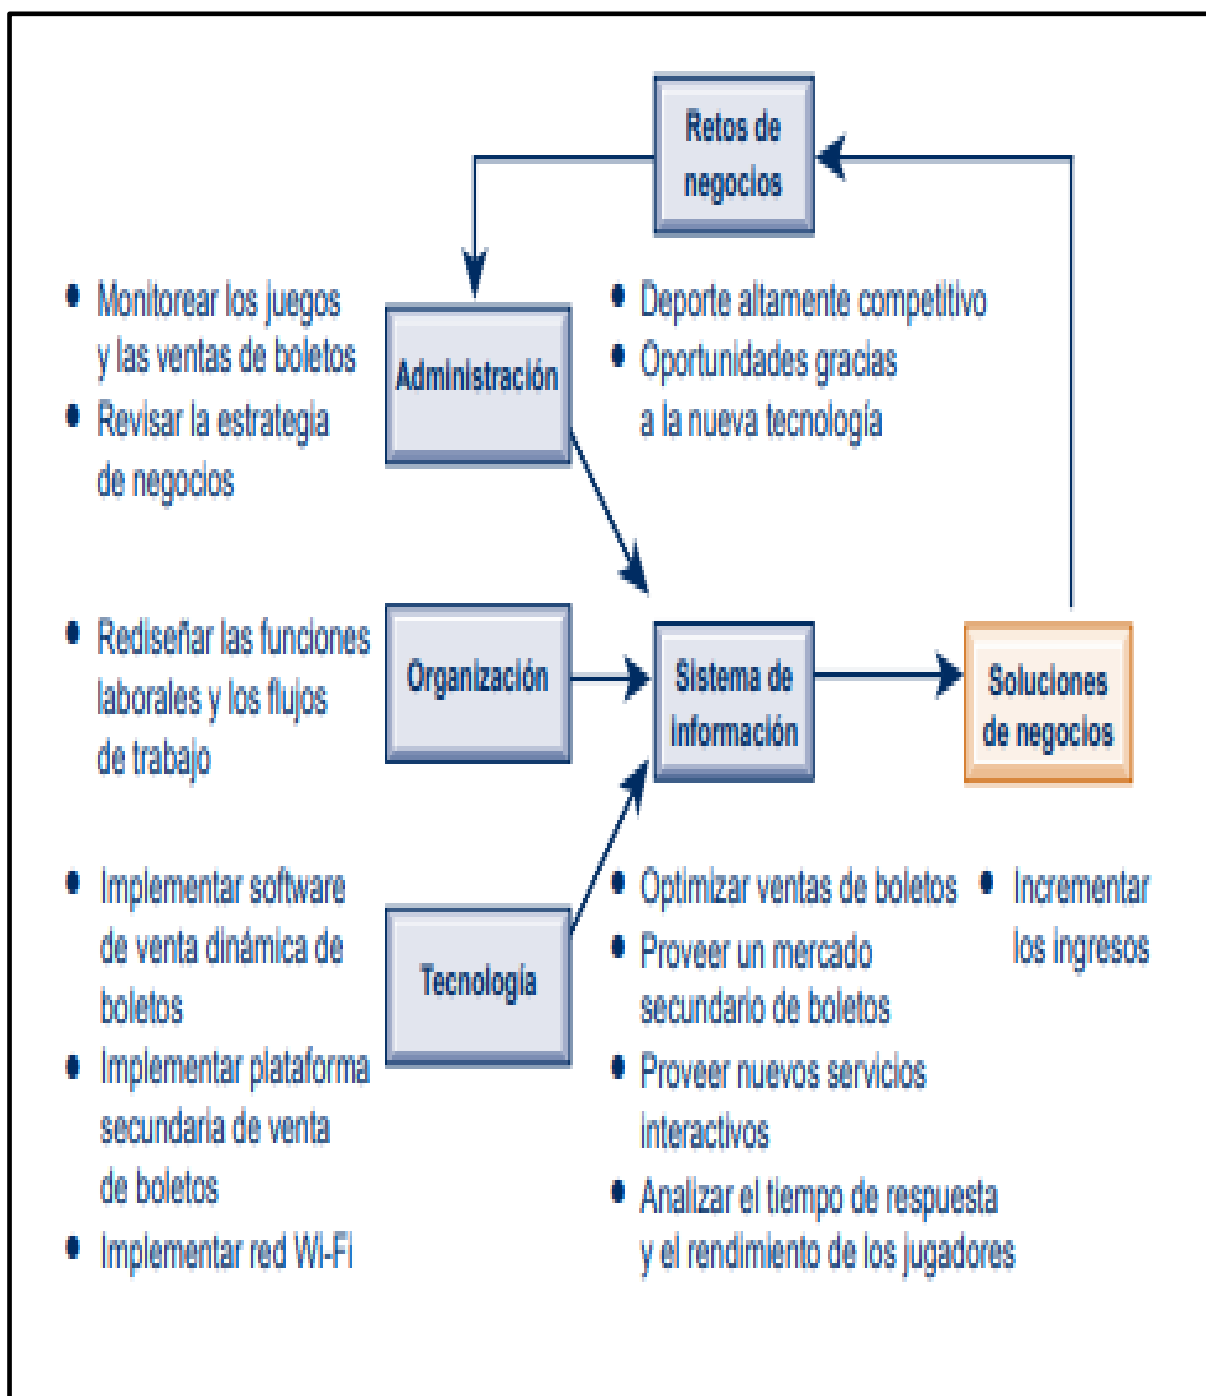 Retos de
negocios
• Monitorear los juegos
y las ventas de boletos
• Revisar la estrategia
de negocios
Administración
• Deporte altamente competitivo
• Oportunidades gracias
a la nueva tecnología
• Rediseñar las funciones
laborales y los flujos
de trabajo
Organización
Sistema de
información
Soluciones
de negocios
• Implementar software
de venta dinámica de
boletos
• Implementar plataforma
secundaria de venta
de boletos
• Implementar red Wi-Fi
Tecnología
• Optimizar ventas de boletos
• Proveer un mercado
secundario de boletos
• Proveer nuevos servicios
interactivos
• Analizar el tiempo de respuesta
y el rendimiento de los jugadores
• Incrementar
los ingresos